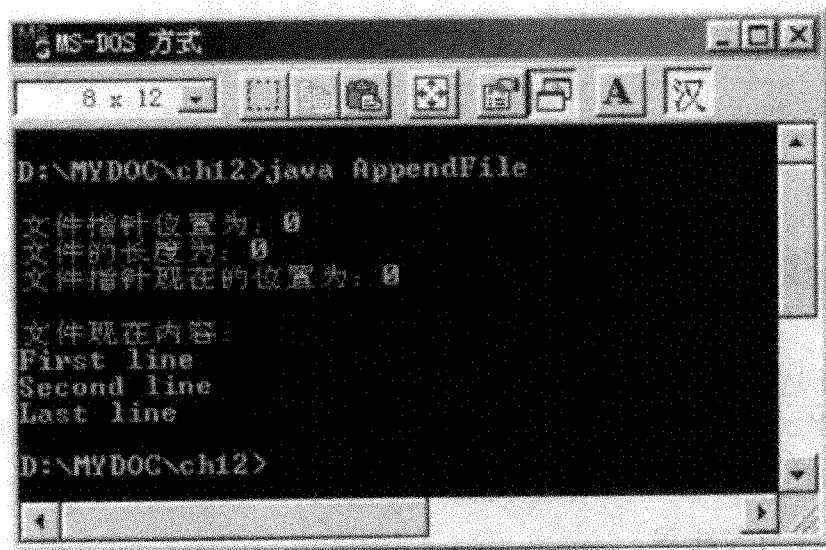 MS-DOS 方式
8 x 12
A 汉
D:\MYDOC\ch12>java AppendFile
文件指针位置为: 0
文件的长度为: 0
文件指针现在的位置为: 0
文件现在内容:
First line
Second line
Last line
D:\MYDOC\ch12>